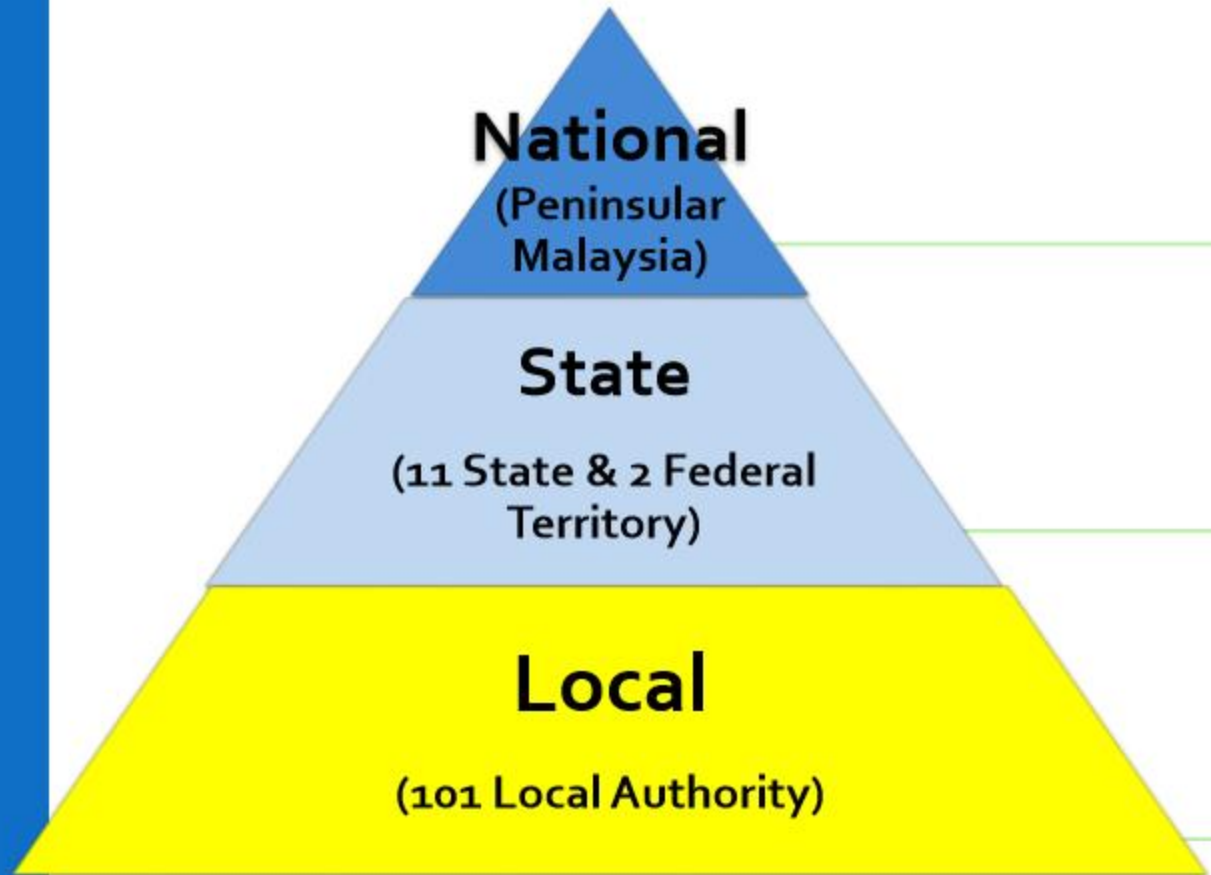 National
(Peninsular
Malaysia)
State
(11 State & 2 Federal
Territory)
Local
(101 Local Authority)